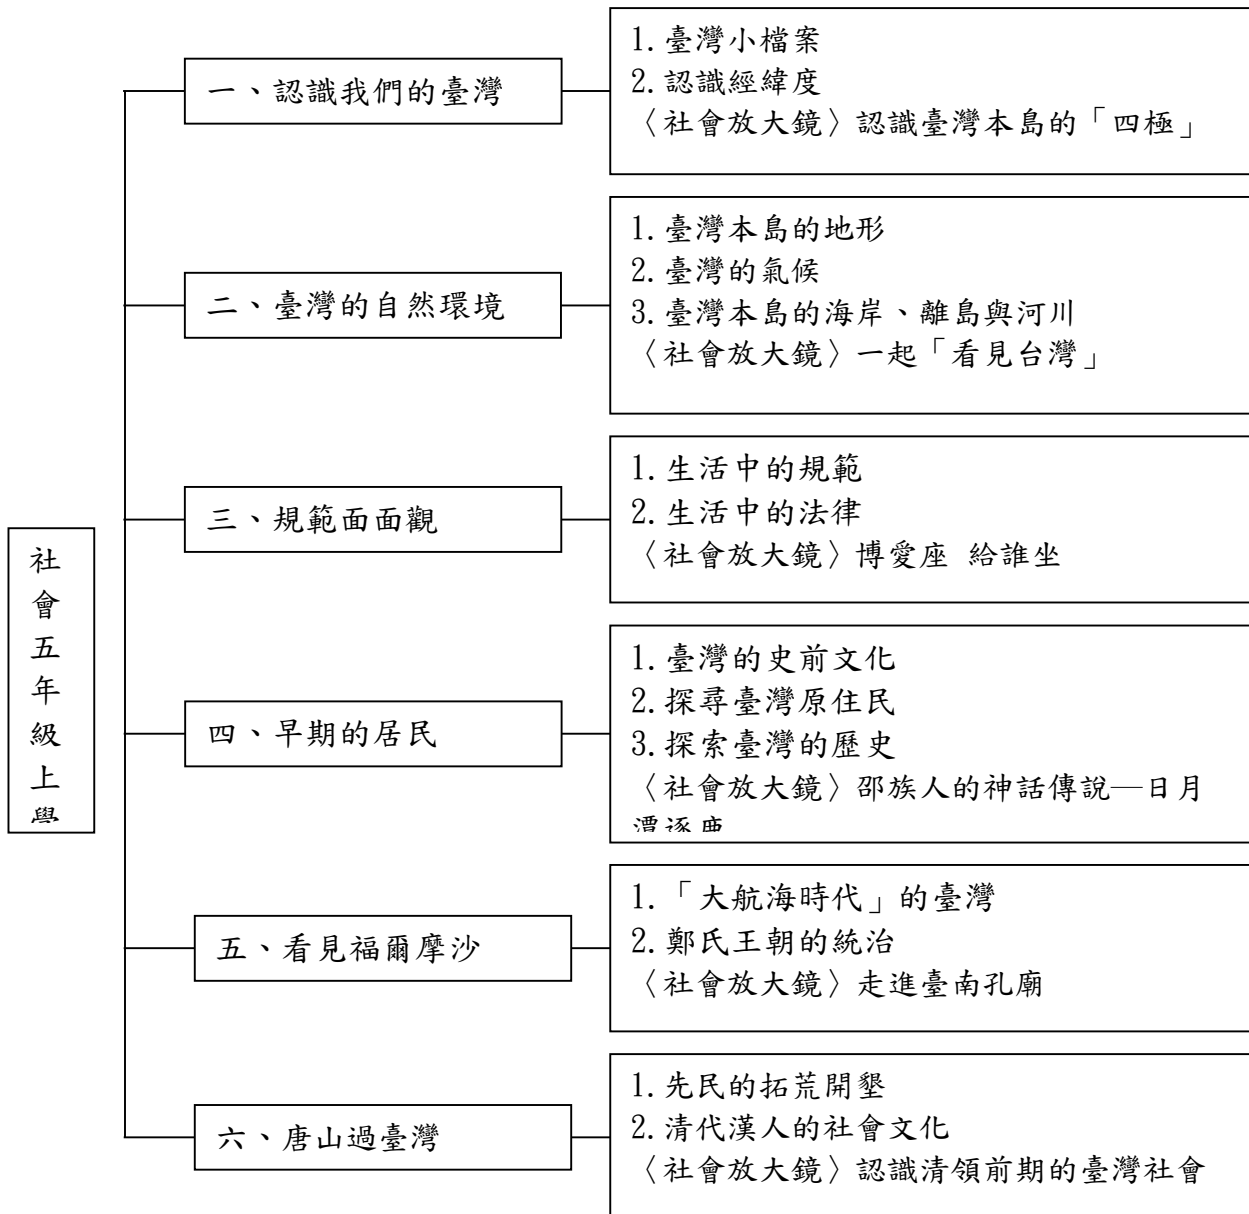 社會五年級上學
一、認識我們的臺灣
1.臺灣小檔案
2.認識經緯度
〈社會放大鏡〉認識臺灣本島的「四極」
二、臺灣的自然環境
1.臺灣本島的地形
2.臺灣的氣候
3.臺灣本島的海岸、離島與河川
〈社會放大鏡〉一起「看見台灣」
三、規範面面觀
1.生活中的規範
2.生活中的法律
〈社會放大鏡〉博愛座 給誰坐
四、早期的居民
1.臺灣的史前文化
2.探尋臺灣原住民
3.探索臺灣的歷史
〈社會放大鏡〉邵族人的神話傳說—日月
潭逐鹿
五、看見福爾摩沙
1.「大航海時代」的臺灣
2.鄭氏王朝的統治
〈社會放大鏡〉走進臺南孔廟
六、唐山過臺灣
1.先民的拓荒開墾
2.清代漢人的社會文化
〈社會放大鏡〉認識清領前期的臺灣社會